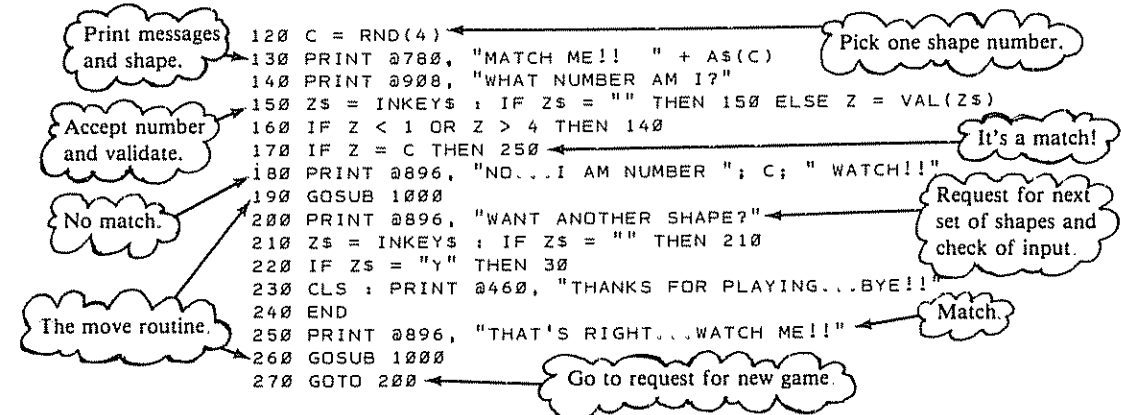 Print messages
and shape.
120 C = RND(4)
Pick one shape number.
130 PRINT @780, "MATCH ME!!  " + A$(C)
140 PRINT @908, "WHAT NUMBER AM I?"
150 Z$ = INKEY$ : IF Z$ = "" THEN 150 ELSE Z = VAL(Z$)
Accept number
and validate.
160 IF Z < 1 OR Z > 4 THEN 140
It's a match!
170 IF Z = C THEN 250
180 PRINT @896, "NO...I AM NUMBER "; C; " WATCH!!"
No match.
190 GOSUB 1000
Request for next
set of shapes and
check of input.
200 PRINT @896, "WANT ANOTHER SHAPE?"
210 Z$ = INKEY$ : IF Z$ = "" THEN 210
220 IF Z$ = "Y" THEN 30
230 CLS : PRINT @460, "THANKS FOR PLAYING...BYE!!"
The move routine.
240 END
Match.
250 PRINT @896, "THAT'S RIGHT...WATCH ME!!"
260 GOSUB 1000
270 GOTO 200
Go to request for new game.